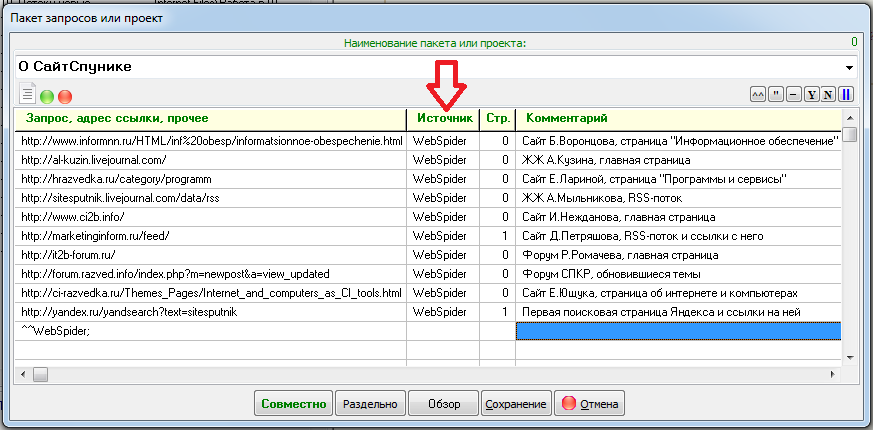 Пакет запросов или проект
Наименование пакета или проекта: 0
О СайтСпунике
^^ " – Y N ||
Запрос, адрес ссылки, прочее Источник Стр. Комментарий
http://www.informnn.ru/HTML/inf%20obesp/informatsionnoe-obespechenie.html WebSpider 0 Сайт Б.Воронцова, страница "Информационное обеспечение"
http://al-kuzin.livejournal.com/ WebSpider 0 ЖЖ А.Кузина, главная страница
http://hrazvedka.ru/category/programm WebSpider 0 Сайт Е.Лариной, страница "Программы и сервисы"
http://sitesputnik.livejournal.com/data/rss WebSpider 0 ЖЖ А.Мыльникова, RSS-поток
http://www.ci2b.info/ WebSpider 0 Сайт И.Нежданова, главная страница
http://marketinginform.ru/feed/ WebSpider 1 Сайт Д.Петряшова, RSS-поток и ссылки с него
http://it2b-forum.ru/ WebSpider 0 Форум Р.Ромачева, главная страница
http://forum.razved.info/index.php?m=newpost&a=view_updated WebSpider 0 Форум СПКР, обновившиеся темы
http://ci-razvedka.ru/Themes_Pages/Internet_and_computers_as_CI_tools.html WebSpider 0 Сайт Е.Ющука, страница об интернете и компьютерах
http://yandex.ru/yandsearch?text=sitesputnik WebSpider 1 Первая поисковая страница Яндекса и ссылки на ней
^^WebSpider;
Совместно Раздельно Обзор Сохранение Отмена